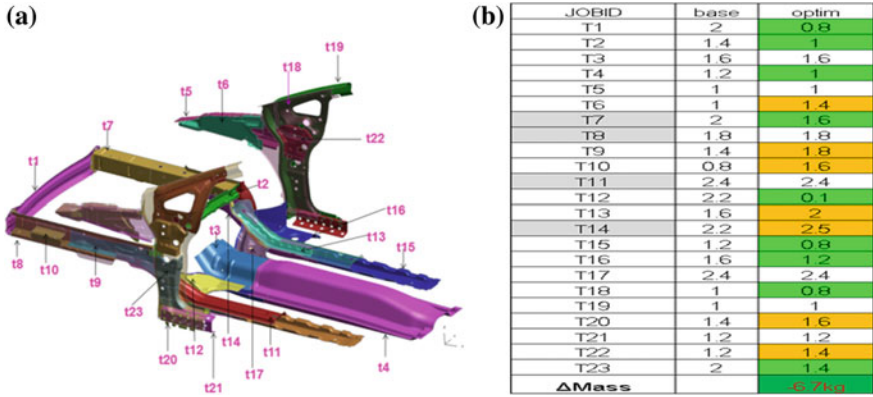 (a)
t19
t18
t5
t6
t7
t22
t1
t2
t16
t13
t3
t15
t8
t10
t9
t23
t20
t12
t14
t11
t17
t4
t21
(b)
JOBID base optim
T1 2 0.8
T2 1.4 1
T3 1.6 1.6
T4 1.2 1
T5 1 1
T6 1 1.4
T7 2 1.6
T8 1.8 1.8
T9 1.4 1.8
T10 0.8 1.6
T11 2.4 2.4
T12 2.2 0.1
T13 1.6 2
T14 2.2 2.5
T15 1.2 0.8
T16 1.6 1.2
T17 2.4 2.4
T18 1 0.8
T19 1 1
T20 1.4 1.6
T21 1.2 1.2
T22 1.2 1.4
T23 2 1.4
ΔMass -6.7kg